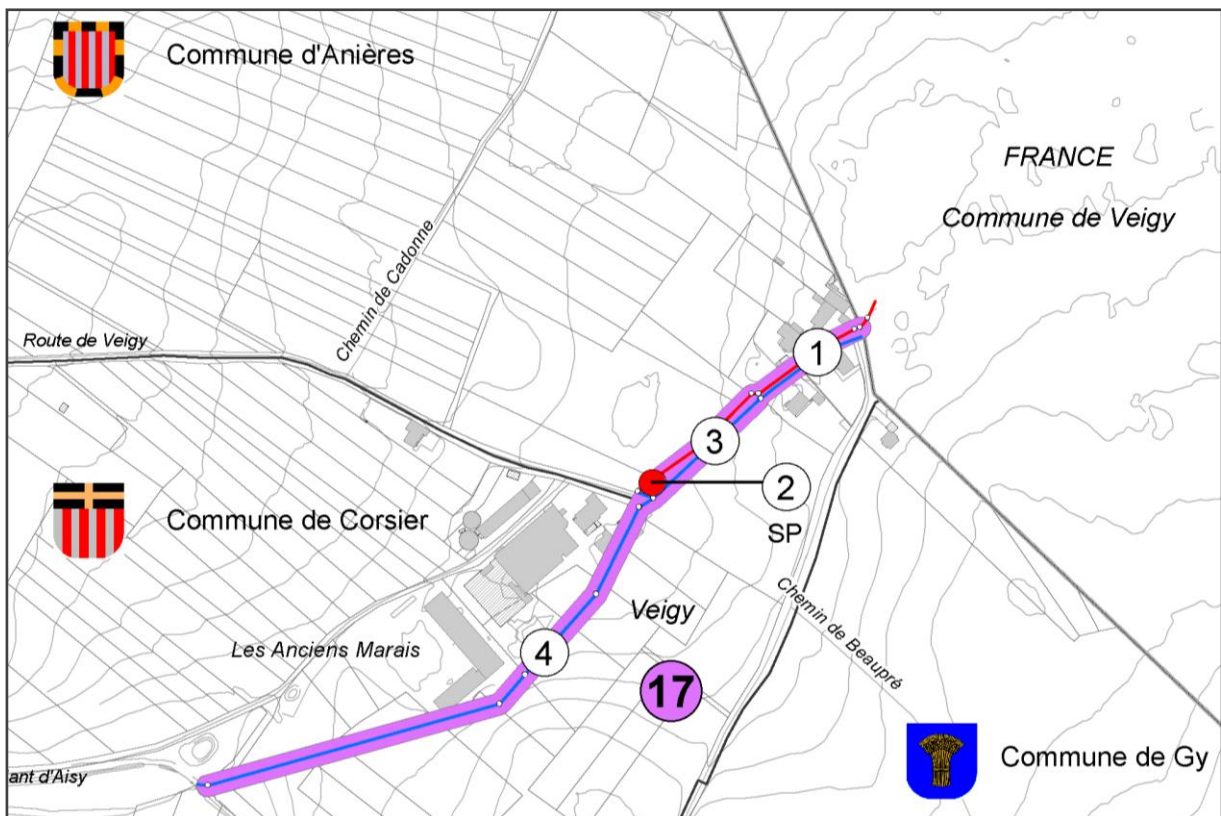 Commune d'Anières
FRANCE
Commune de Veigy
Chemin de Cadonne
Route de Veigy
1
3
2
SP
Commune de Corsier
Chemin de Beaupré
Veigy
Les Anciens Marais
4
17
Commune de Gy
ant d'Aisy